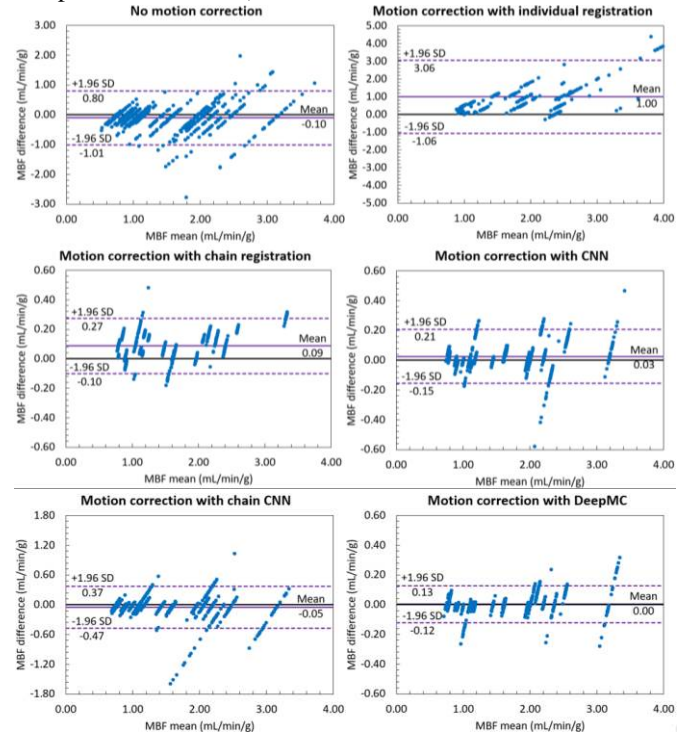 No motion correction
3.00
2.00
1.00
0.00
-1.00
-2.00
-3.00
MBF difference (mL/min/g)
+1.96 SD
0.80
Mean
-0.10
-1.96 SD
-1.01
0.00 1.00 2.00 3.00 4.00
MBF mean (mL/min/g)
Motion correction with individual registration
5.00
4.00
3.00
2.00
1.00
0.00
-1.00
-2.00
-3.00
-4.00
-5.00
MBF difference (mL/min/g)
+1.96 SD
3.06
Mean
1.00
-1.96 SD
-1.06
0.00 1.00 2.00 3.00 4.00
MBF mean (mL/min/g)
Motion correction with chain registration
0.60
0.40
0.20
0.00
-0.20
-0.40
-0.60
MBF difference (mL/min/g)
+1.96 SD
0.27
Mean
0.09
-1.96 SD
-0.10
0.00 1.00 2.00 3.00 4.00
MBF mean (mL/min/g)
Motion correction with CNN
0.60
0.40
0.20
0.00
-0.20
-0.40
-0.60
MBF difference (mL/min/g)
+1.96 SD
0.21
Mean
0.03
-1.96 SD
-0.15
0.00 1.00 2.00 3.00 4.00
MBF mean (mL/min/g)
Motion correction with chain CNN
1.80
1.20
0.60
0.00
-0.60
-1.20
-1.80
MBF difference (mL/min/g)
+1.96 SD
0.37
Mean
-0.05
-1.96 SD
-0.47
0.00 1.00 2.00 3.00 4.00
MBF mean (mL/min/g)
Motion correction with DeepMC
0.60
0.40
0.20
0.00
-0.20
-0.40
-0.60
MBF difference (mL/min/g)
+1.96 SD
0.13
Mean
0.00
-1.96 SD
-0.12
0.00 1.00 2.00 3.00 4.00
MBF mean (mL/min/g)